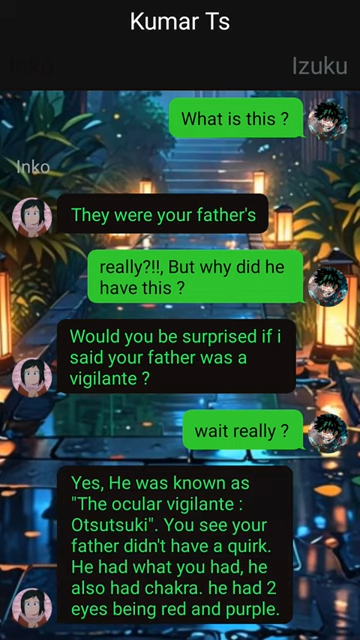 Kumar Ts
Inko
Izuku
What is this ?
Inko
They were your father's
really?!!, But why did he
have this ?
Would you be surprised if i
said your father was a
vigilante ?
wait really ?
Yes, He was known as
"The ocular vigilante :
Otsutsuki". You see your
father didn't have a quirk.
He had what you had, he
also had chakra. he had 2
eyes being red and purple.